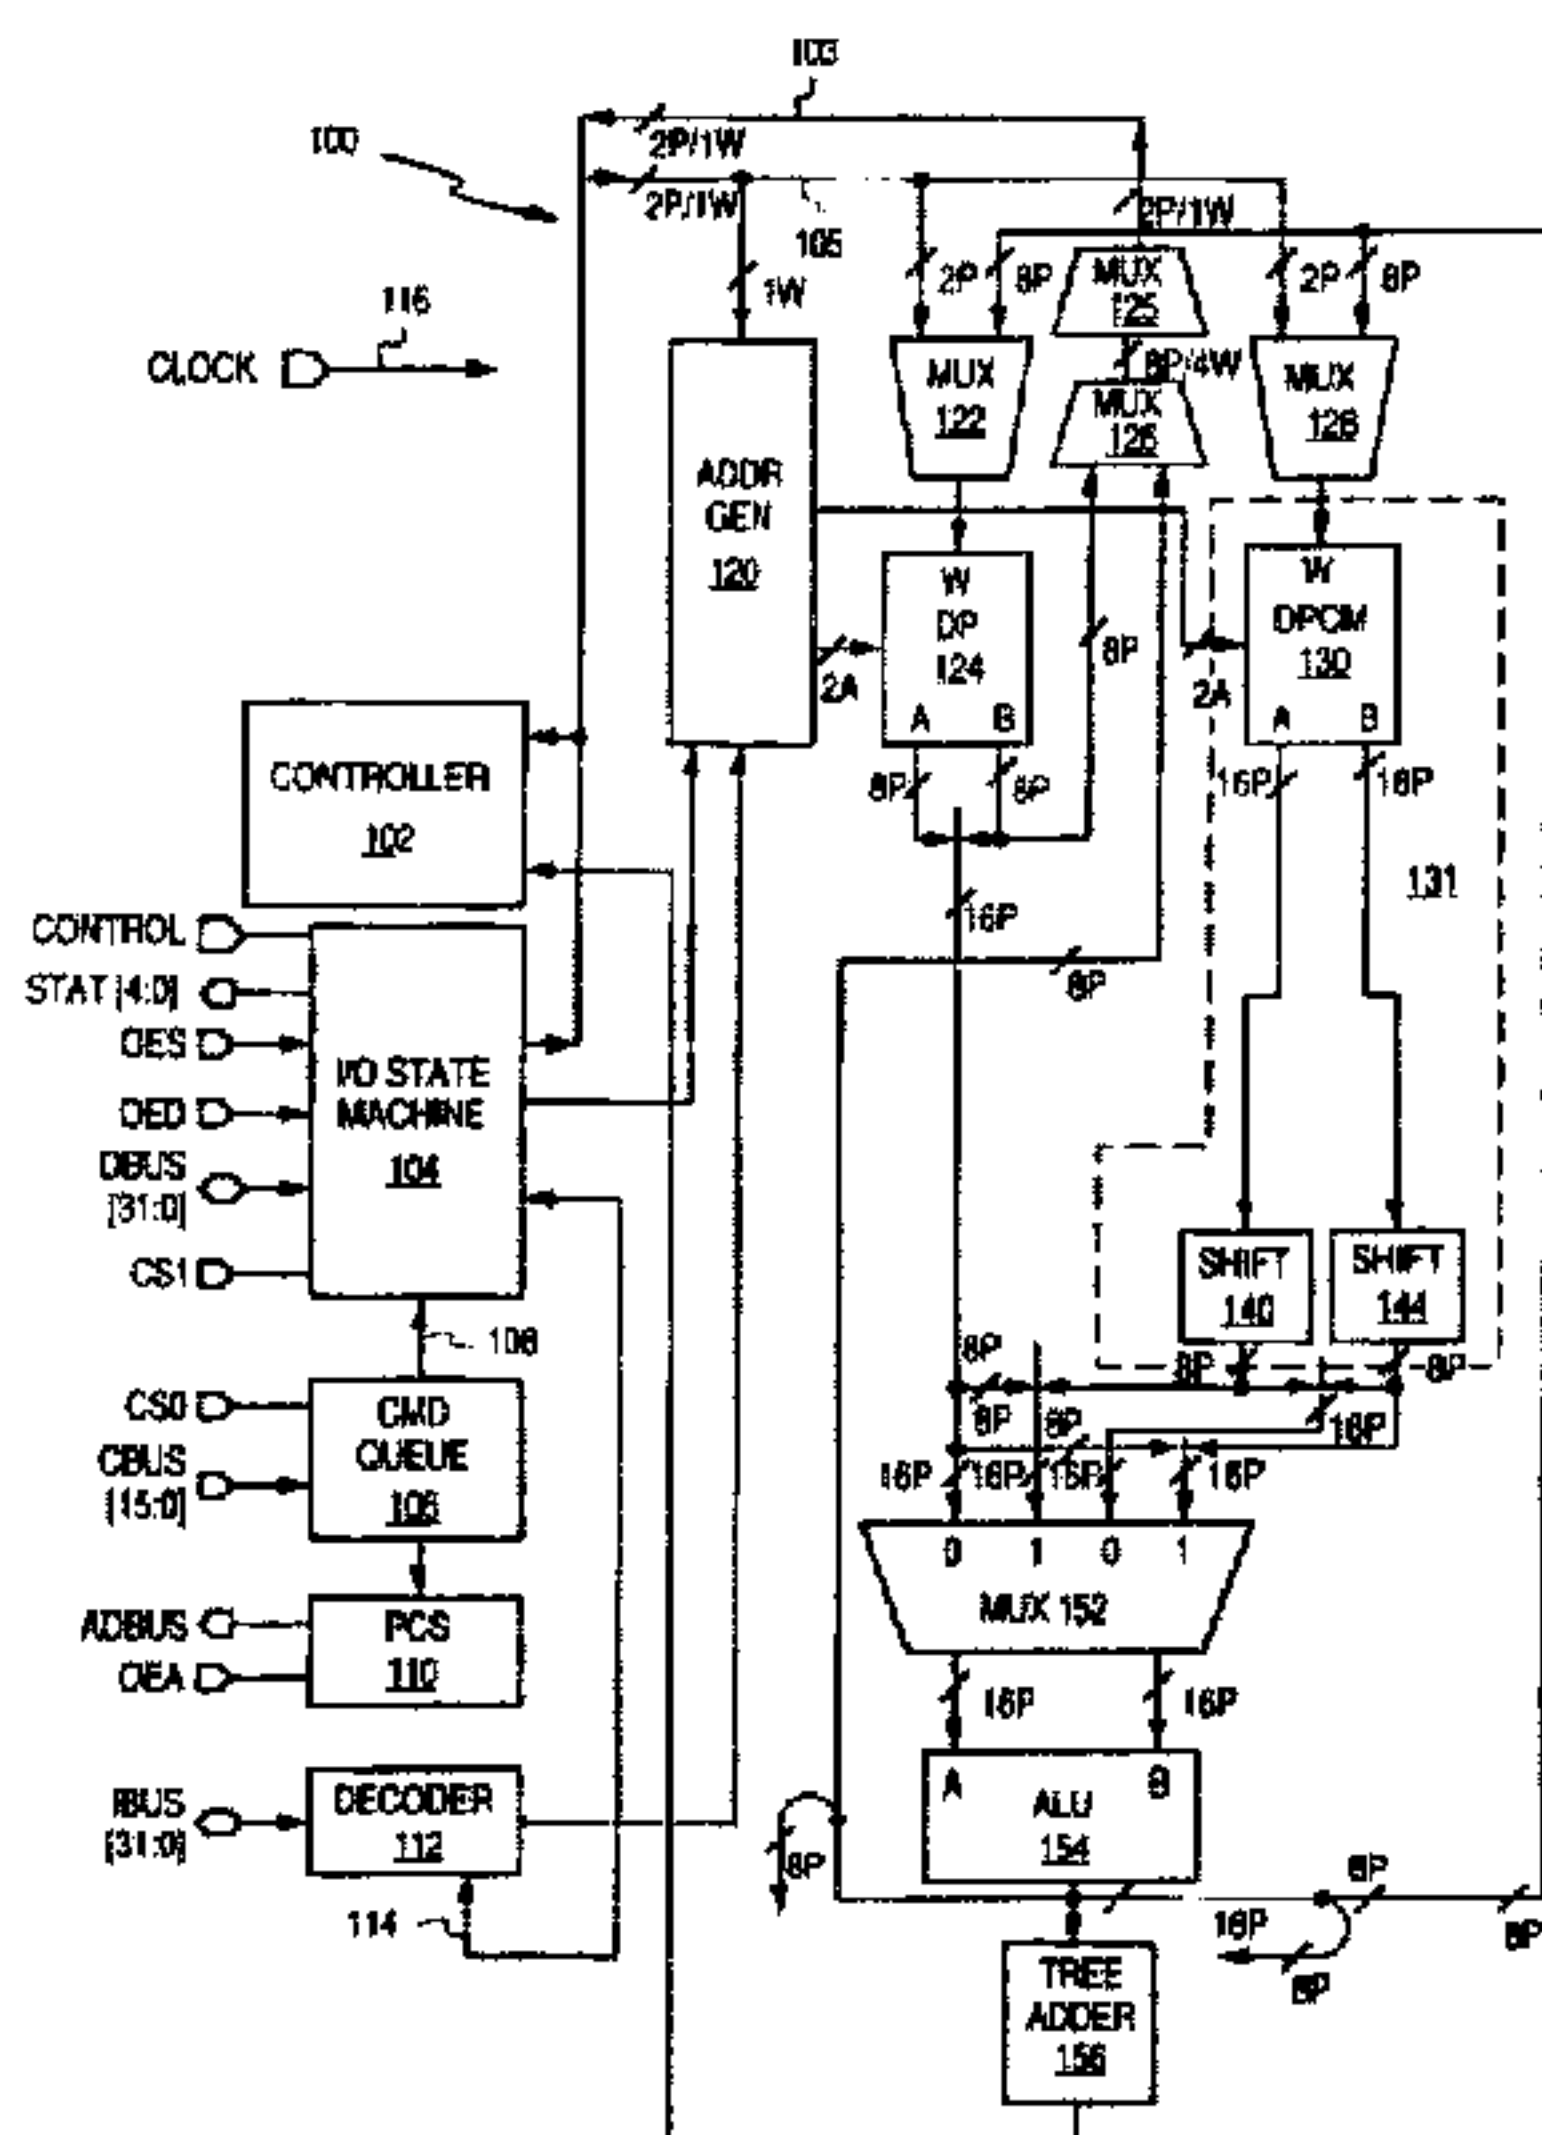 103
100
2P/1W
2P/1W
105
2P/1W
116
CLOCK
1W
2P
8P
MUX
2P
8P
8P/4W
MUX
122
MUX
MUX
ADDR
GEN
120
W
DP
124
A B
8P
2A
W
DPCM
130
A B
2A
CONTROLLER
102
8P
8P
16P
16P
131
16P
8P
CONTROL
STAT [4:0]
OES
OED
DBUS
[31:0]
CS1
I/O STATE
MACHINE
104
SHIFT
140
SHIFT
144
8P
8P
8P
CS0
CBUS
[15:0]
CMD
QUEUE
8P
8P
16P
16P
16P
16P
16P
0 1 0 1
MUX 152
ADBUS
OEA
PCS
110
16P
16P
IBUS
[31:0]
DECODER
112
A B
ALU
154
8P
8P
114
16P
8P
8P
TREE
ADDER
156